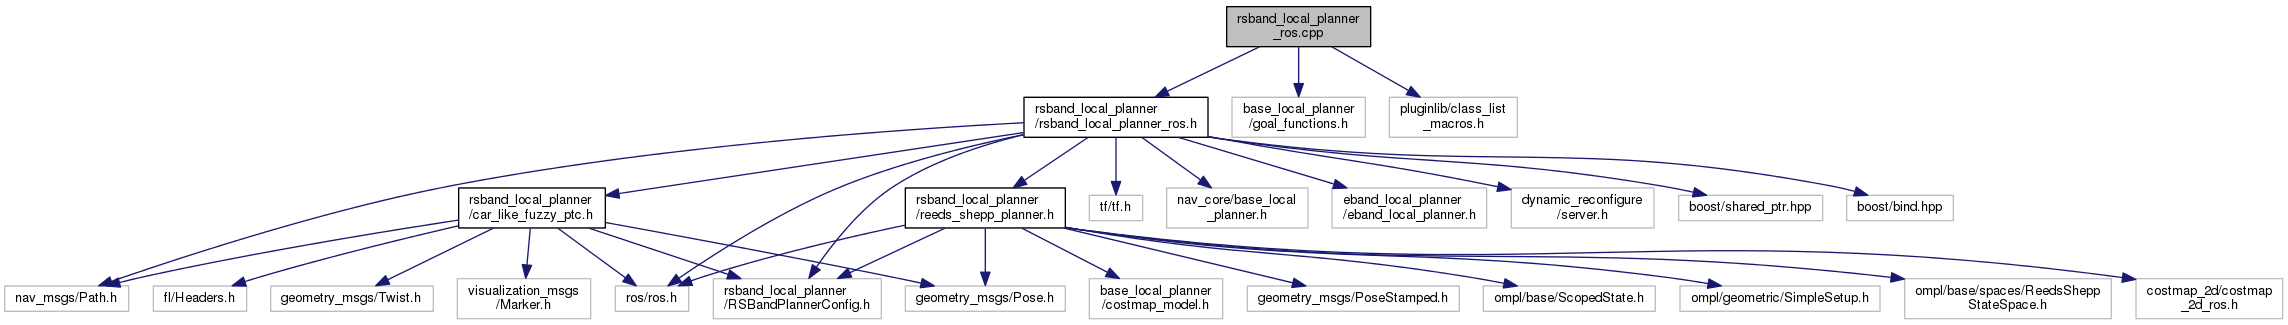 rsband_local_planner
_ros.cpp
rsband_local_planner
/rsband_local_planner_ros.h
base_local_planner
/goal_functions.h
pluginlib/class_list
_macros.h
rsband_local_planner
/car_like_fuzzy_ptc.h
rsband_local_planner
/reeds_shepp_planner.h
tf/tf.h
nav_core/base_local
_planner.h
eband_local_planner
/eband_local_planner.h
dynamic_reconfigure
/server.h
boost/shared_ptr.hpp
boost/bind.hpp
nav_msgs/Path.h
fl/Headers.h
geometry_msgs/Twist.h
visualization_msgs
/Marker.h
ros/ros.h
rsband_local_planner
/RSBandPlannerConfig.h
geometry_msgs/Pose.h
base_local_planner
/costmap_model.h
geometry_msgs/PoseStamped.h
ompl/base/ScopedState.h
ompl/geometric/SimpleSetup.h
ompl/base/spaces/ReedsShepp
StateSpace.h
costmap_2d/costmap
_2d_ros.h